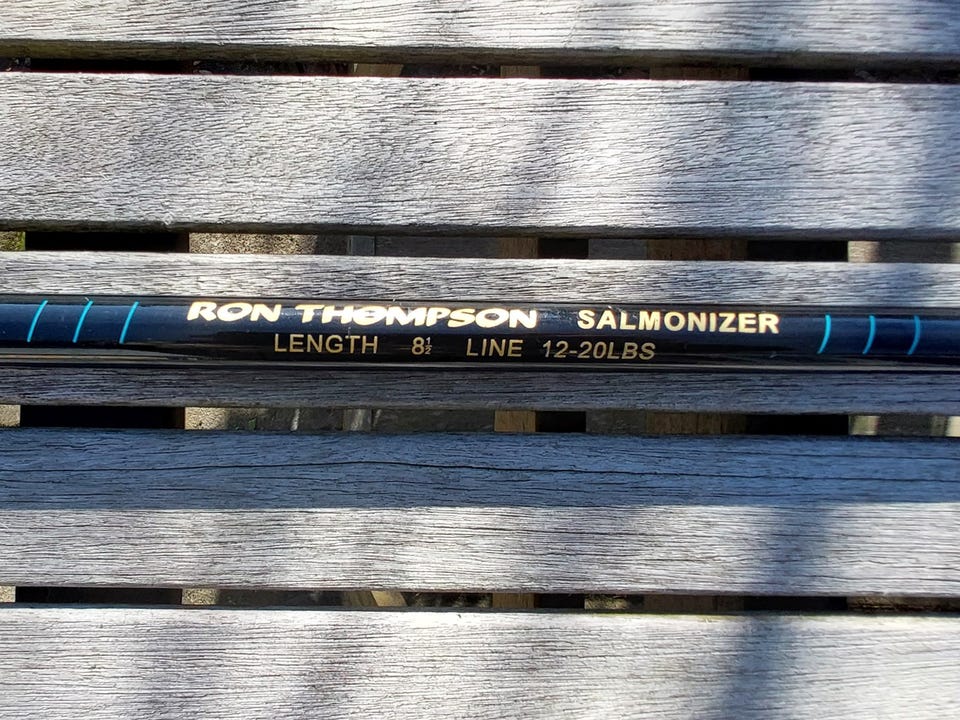 RON THOMPSON SALMONIZER
LENGTH 8½ LINE 12-20LBS